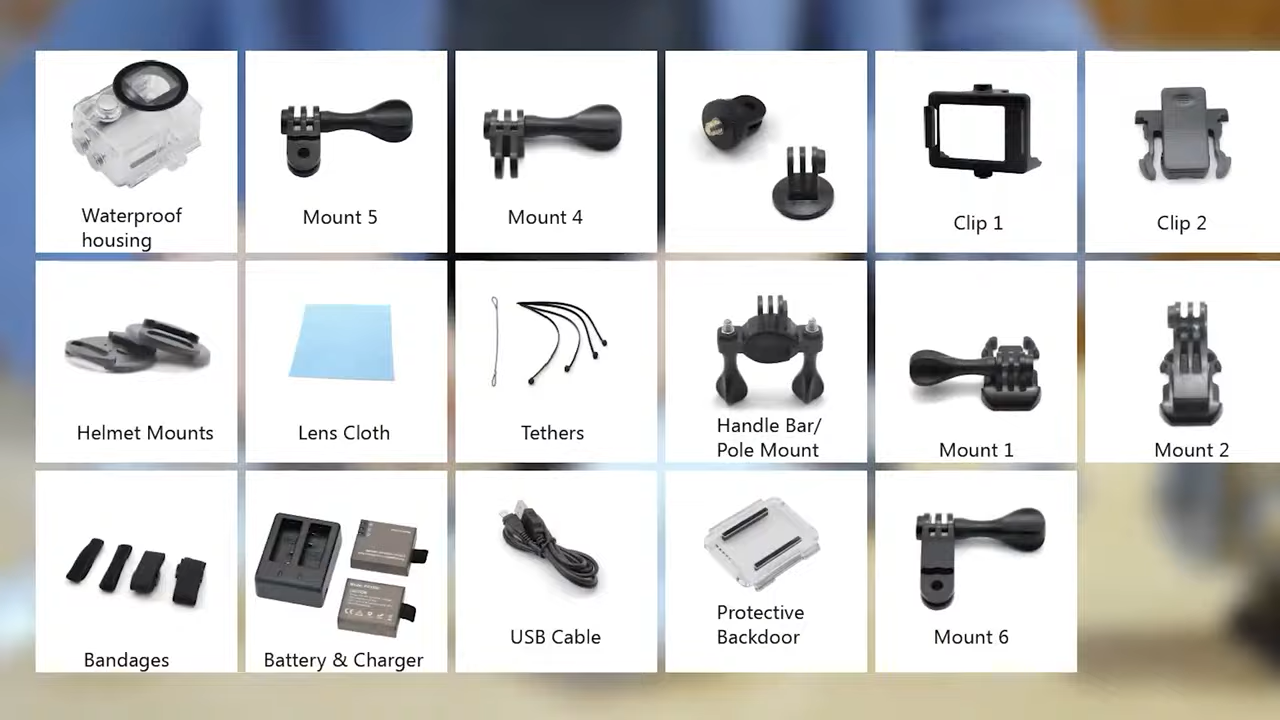 Waterproof
housing
Mount 5
Mount 4
Clip 1
Clip 2
Helmet Mounts
Lens Cloth
Tethers
Handle Bar/
Pole Mount
Mount 1
Mount 2
Bandages
Battery & Charger
USB Cable
Protective
Backdoor
Mount 6